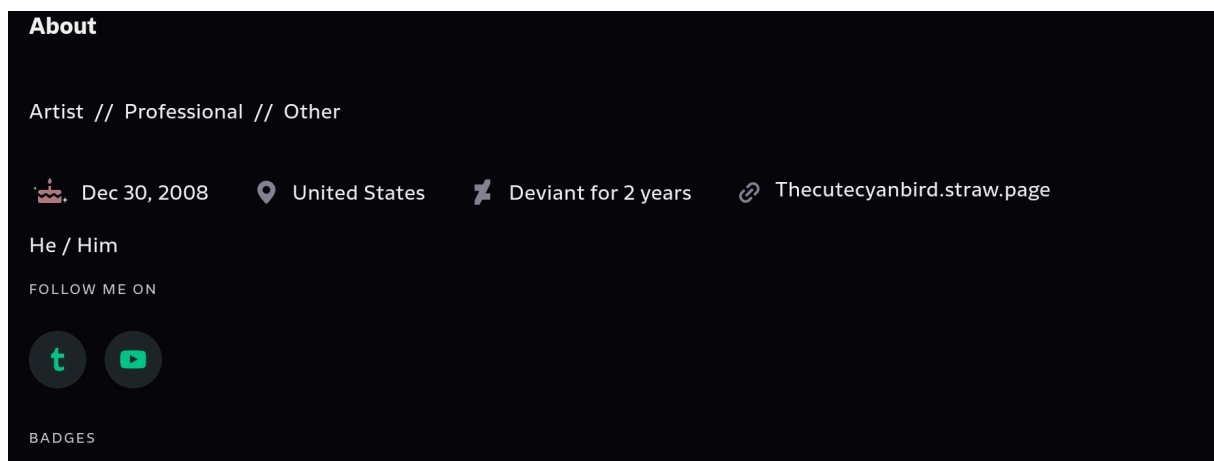 About
Artist // Professional // Other
Dec 30, 2008 United States Deviant for 2 years Thecutecyanbird.straw.page
He / Him
FOLLOW ME ON
t
BADGES